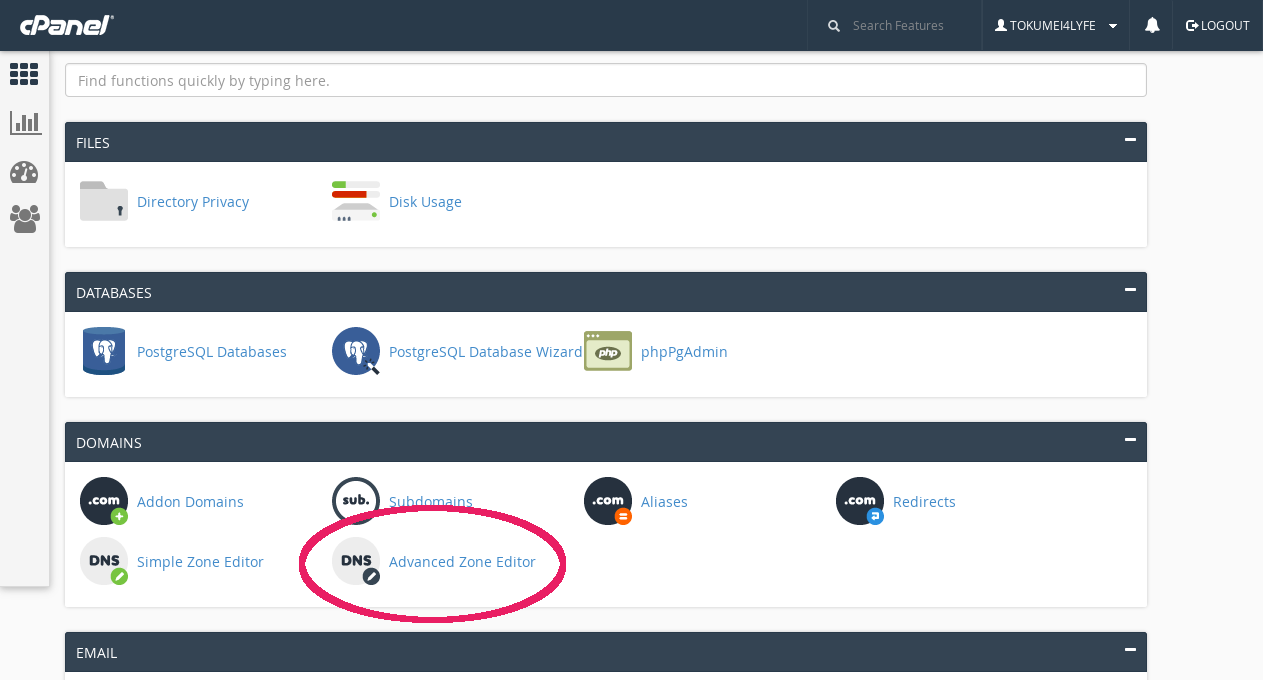 cPanel®
Search Features
TOKUMEI4LYFE
LOGOUT
Find functions quickly by typing here.
FILES
Directory Privacy
Disk Usage
DATABASES
PostgreSQL Databases
PostgreSQL Database Wizard
php
phpPgAdmin
DOMAINS
.com
Addon Domains
sub.
Subdomains
.com
Aliases
.com
Redirects
DNS
Simple Zone Editor
DNS
Advanced Zone Editor
EMAIL